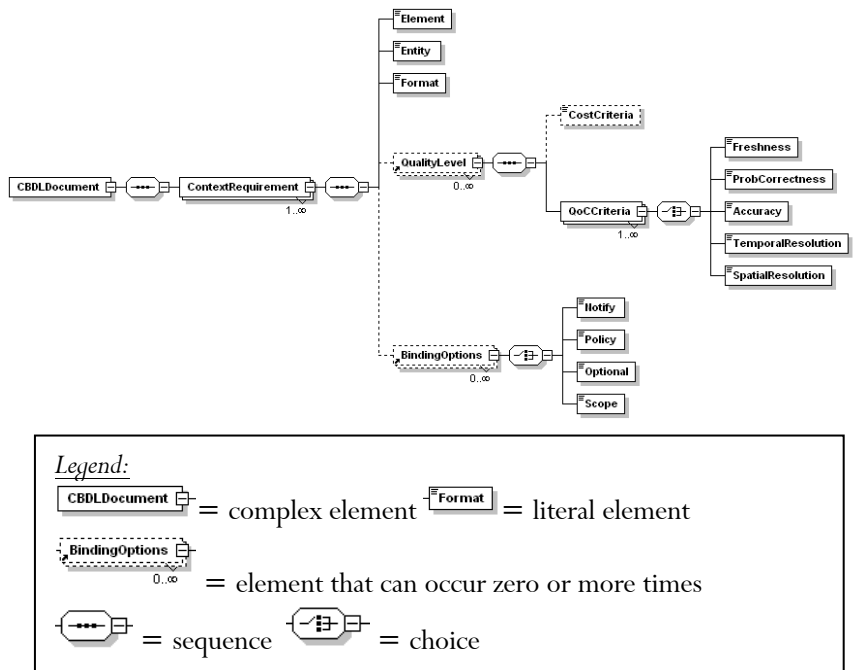 Element
Entity
Format
CostCriteria
QualityLevel
0..∞
Freshness
ProbCorrectness
CBDLDocument
ContextRequirement
1..∞
QoCCriteria
1..∞
Accuracy
TemporalResolution
SpatialResolution
Notify
Policy
BindingOptions
0..∞
Optional
Scope
Legend:
CBDLDocument = complex element Format = literal element
BindingOptions
0..∞ = element that can occur zero or more times
= sequence = choice